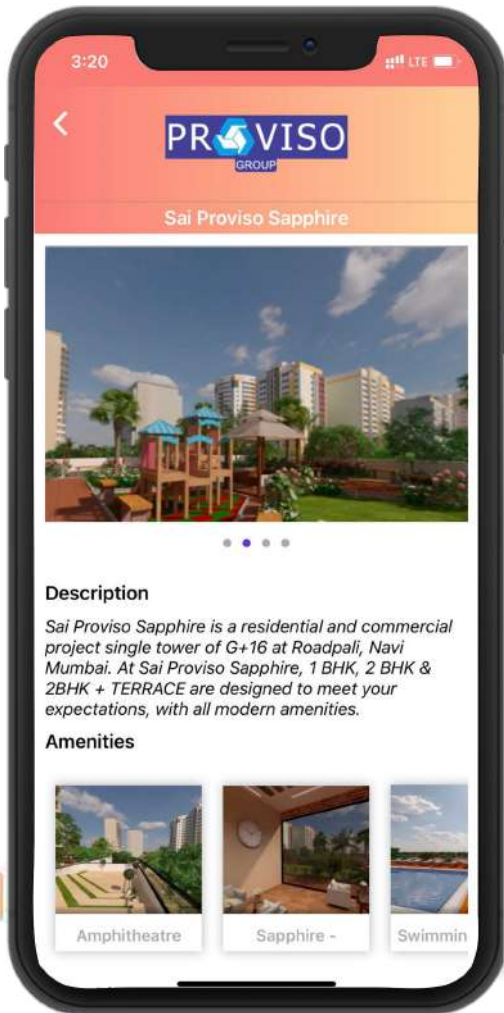 3:20
LTE
PROVISO
GROUP
Sai Proviso Sapphire
Description
Sai Proviso Sapphire is a residential and commercial
project single tower of G+16 at Roadpali, Navi
Mumbai. At Sai Proviso Sapphire, 1 BHK, 2 BHK &
2BHK + TERRACE are designed to meet your
expectations, with all modern amenities.
Amenities
Amphitheatre
Sapphire -
Swimmin